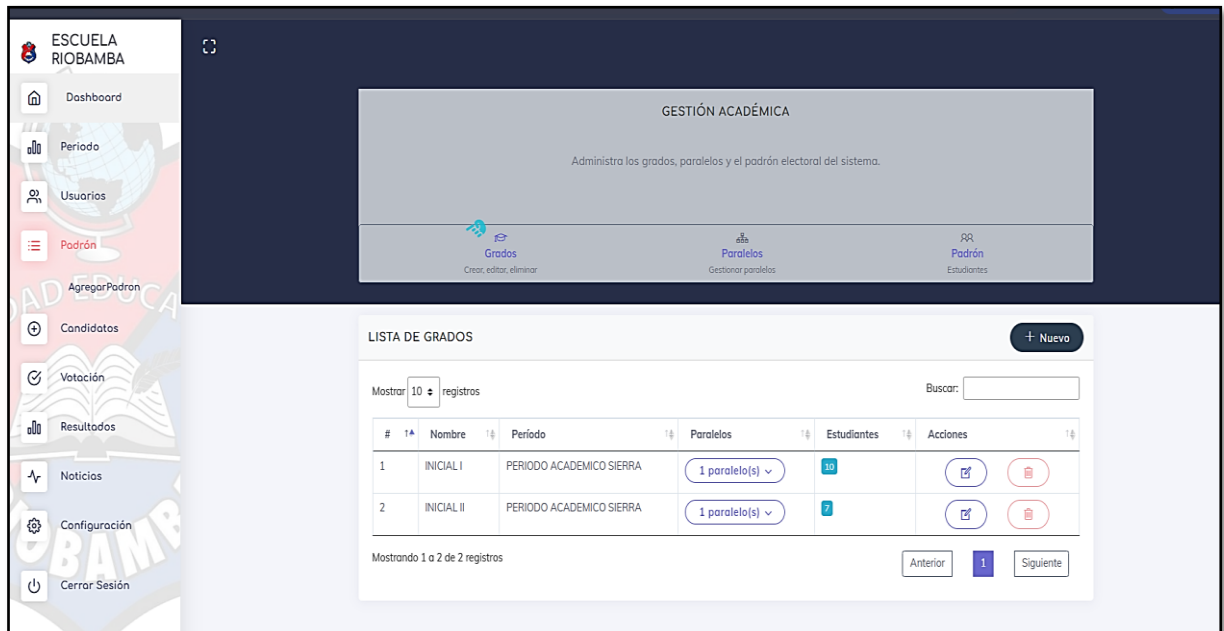 ESCUELA
RIOBAMBA
Dashboard
Periodo
Usuarios
Padrón
AgregarPadron
Candidatos
Votación
Resultados
Noticias
Configuración
Cerrar Sesión
GESTIÓN ACADÉMICA
Administra los grados, paralelos y el padrón electoral del sistema.
Grados
Crear, editar, eliminar
Paralelos
Gestionar paralelos
Padrón
Estudiantes
LISTA DE GRADOS
+ Nuevo
Mostrar 10 registros
Buscar:
# Nombre Período Paralelos Estudiantes Acciones
1 INICIAL I PERIODO ACADEMICO SIERRA 1 paralelo(s) 10
2 INICIAL II PERIODO ACADEMICO SIERRA 1 paralelo(s) 7
Mostrando 1 a 2 de 2 registros
Anterior 1 Siguiente